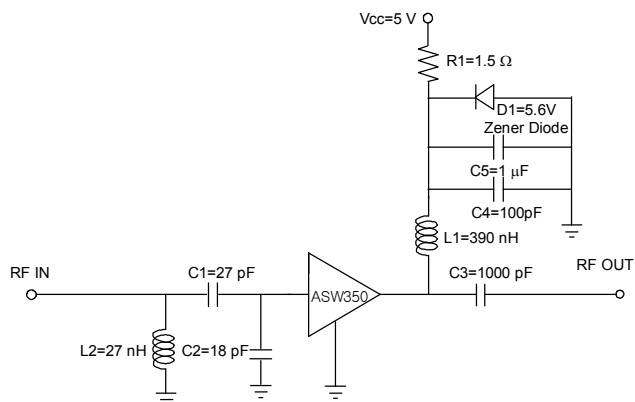 Vcc=5 V
R1=1.5 Ω
D1=5.6V
Zener Diode
C5=1 μF
C4=100pF
L1=390 nH
RF IN
C1=27 pF
ASW350
C3=1000 pF
RF OUT
L2=27 nH
C2=18 pF